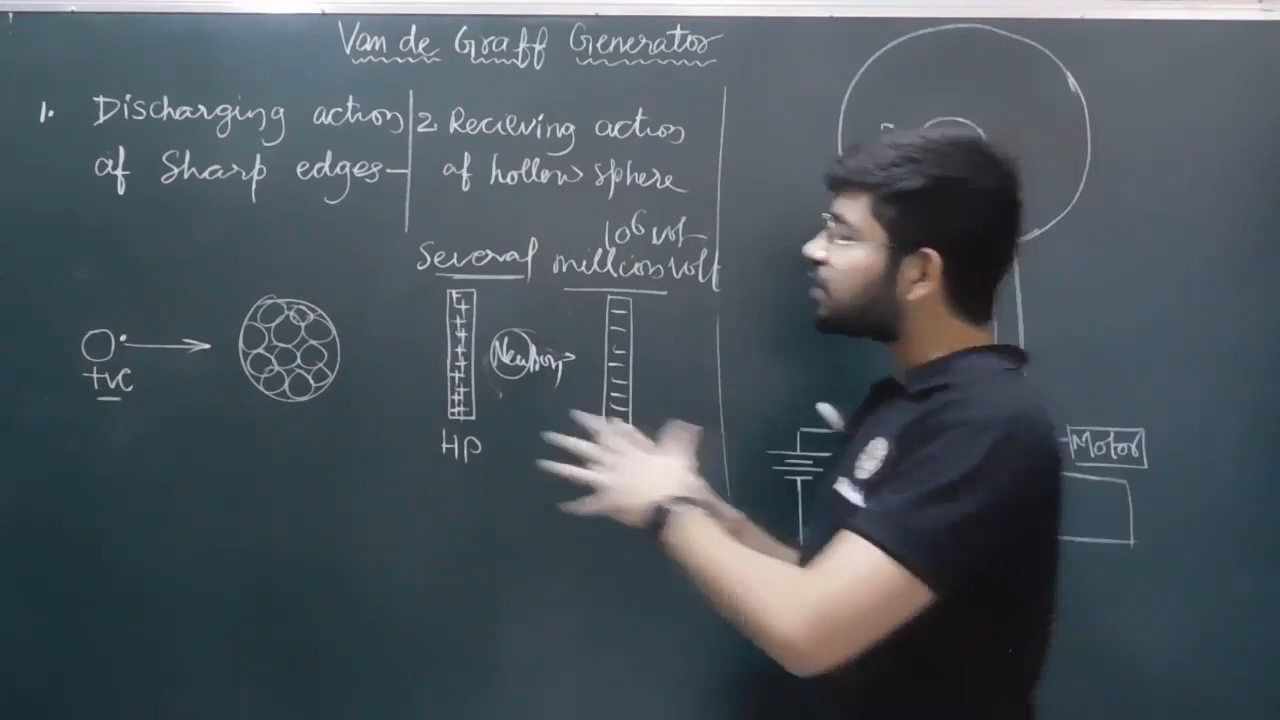 Van de Graff Generator
1. Discharging action
of Sharp edges-
2 Recieving action
of hollow sphere
10⁶ volt
Several million volt
+ve
Neutron
HP
Motor